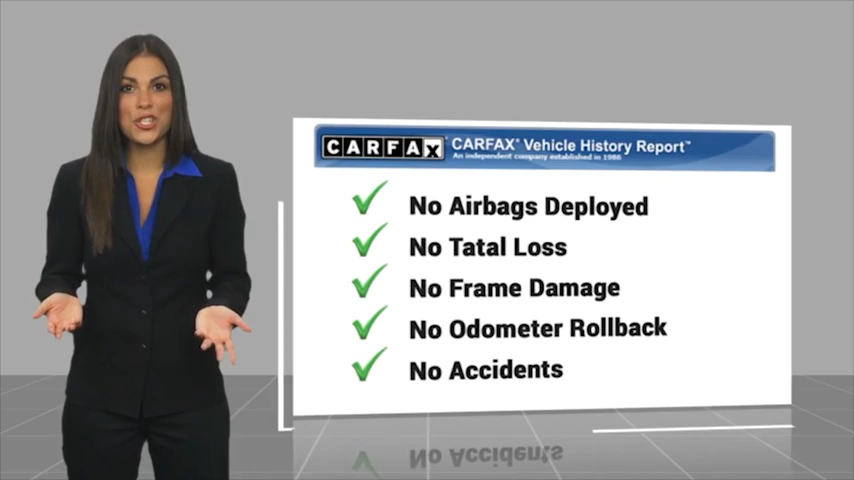 CARFAX CARFAX™ Vehicle History Report™
An independent company established in 1986
No Airbags Deployed
No Tatal Loss
No Frame Damage
No Odometer Rollback
No Accidents
No Accidents